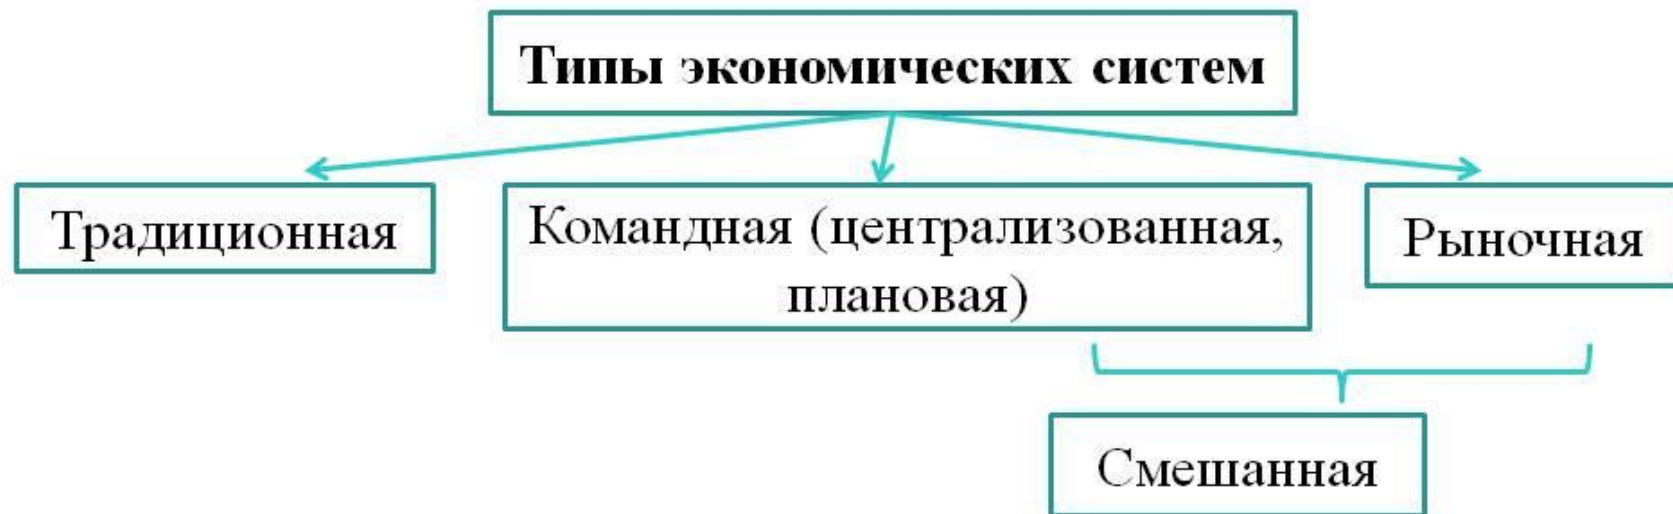 Типы экономических систем
Традиционная
Командная (централизованная,
плановая)
Рыночная
Смешанная